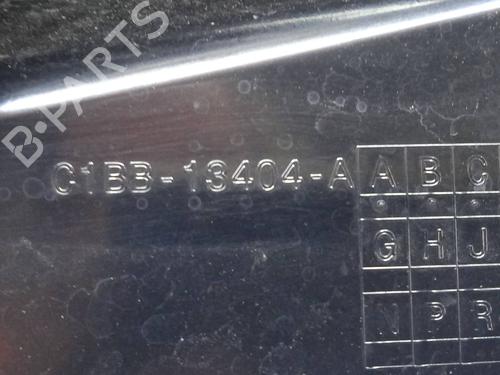 B-PARTS
C1BB-13404-A A B C
G H J
N P R